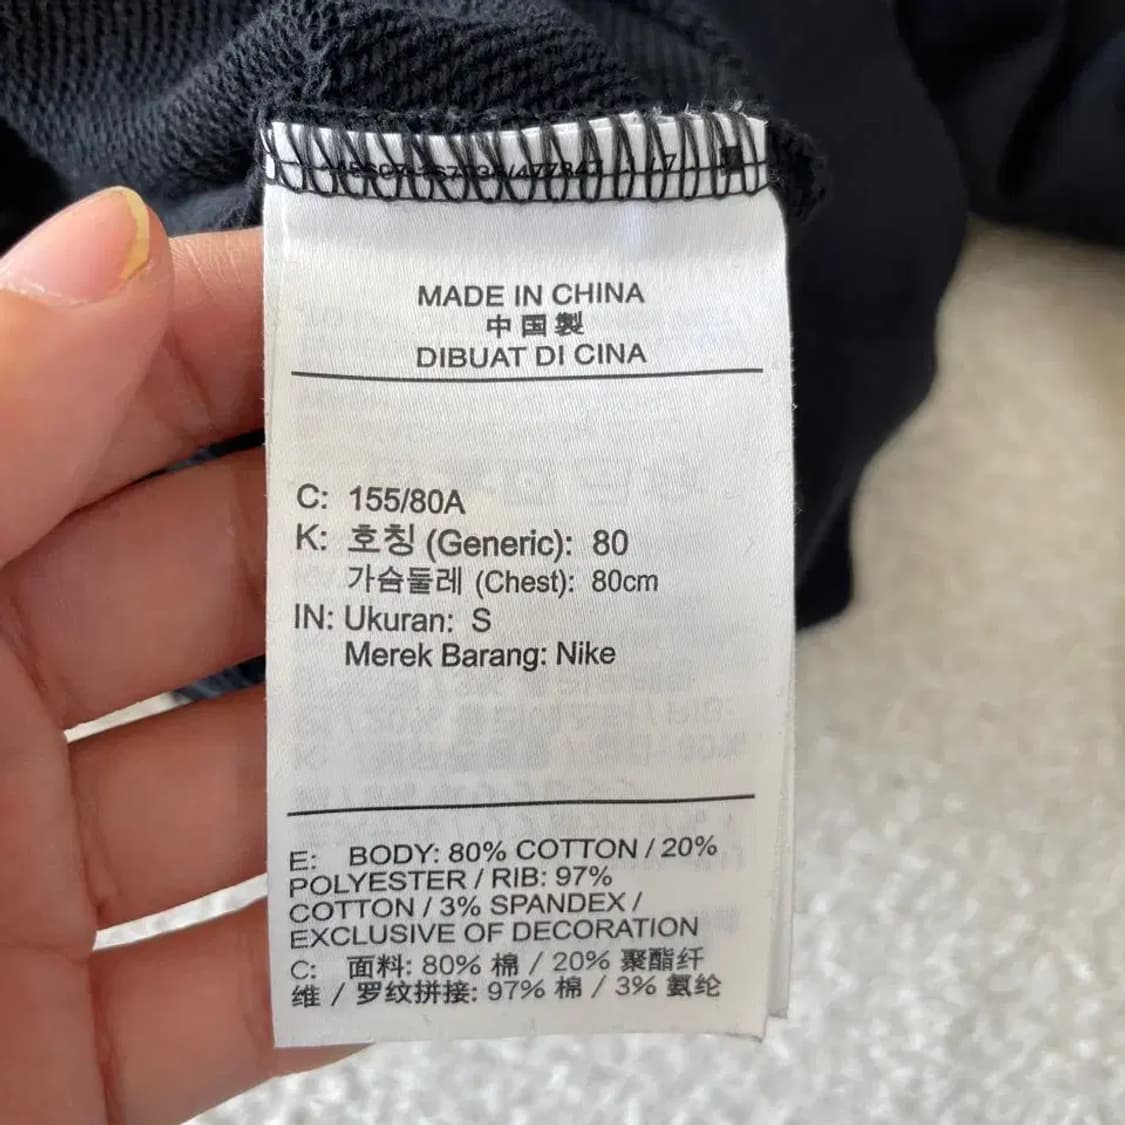 MADE IN CHINA
中国製
DIBUAT DI CINA
C: 155/80A
K: 호칭 (Generic): 80
가슴둘레 (Chest): 80cm
IN: Ukuran: S
Merek Barang: Nike
E: BODY: 80% COTTON / 20%
POLYESTER / RIB: 97%
COTTON / 3% SPANDEX /
EXCLUSIVE OF DECORATION
C: 面料: 80% 棉 / 20% 聚酯纤
维 / 罗纹拼接: 97% 棉 / 3% 氨纶